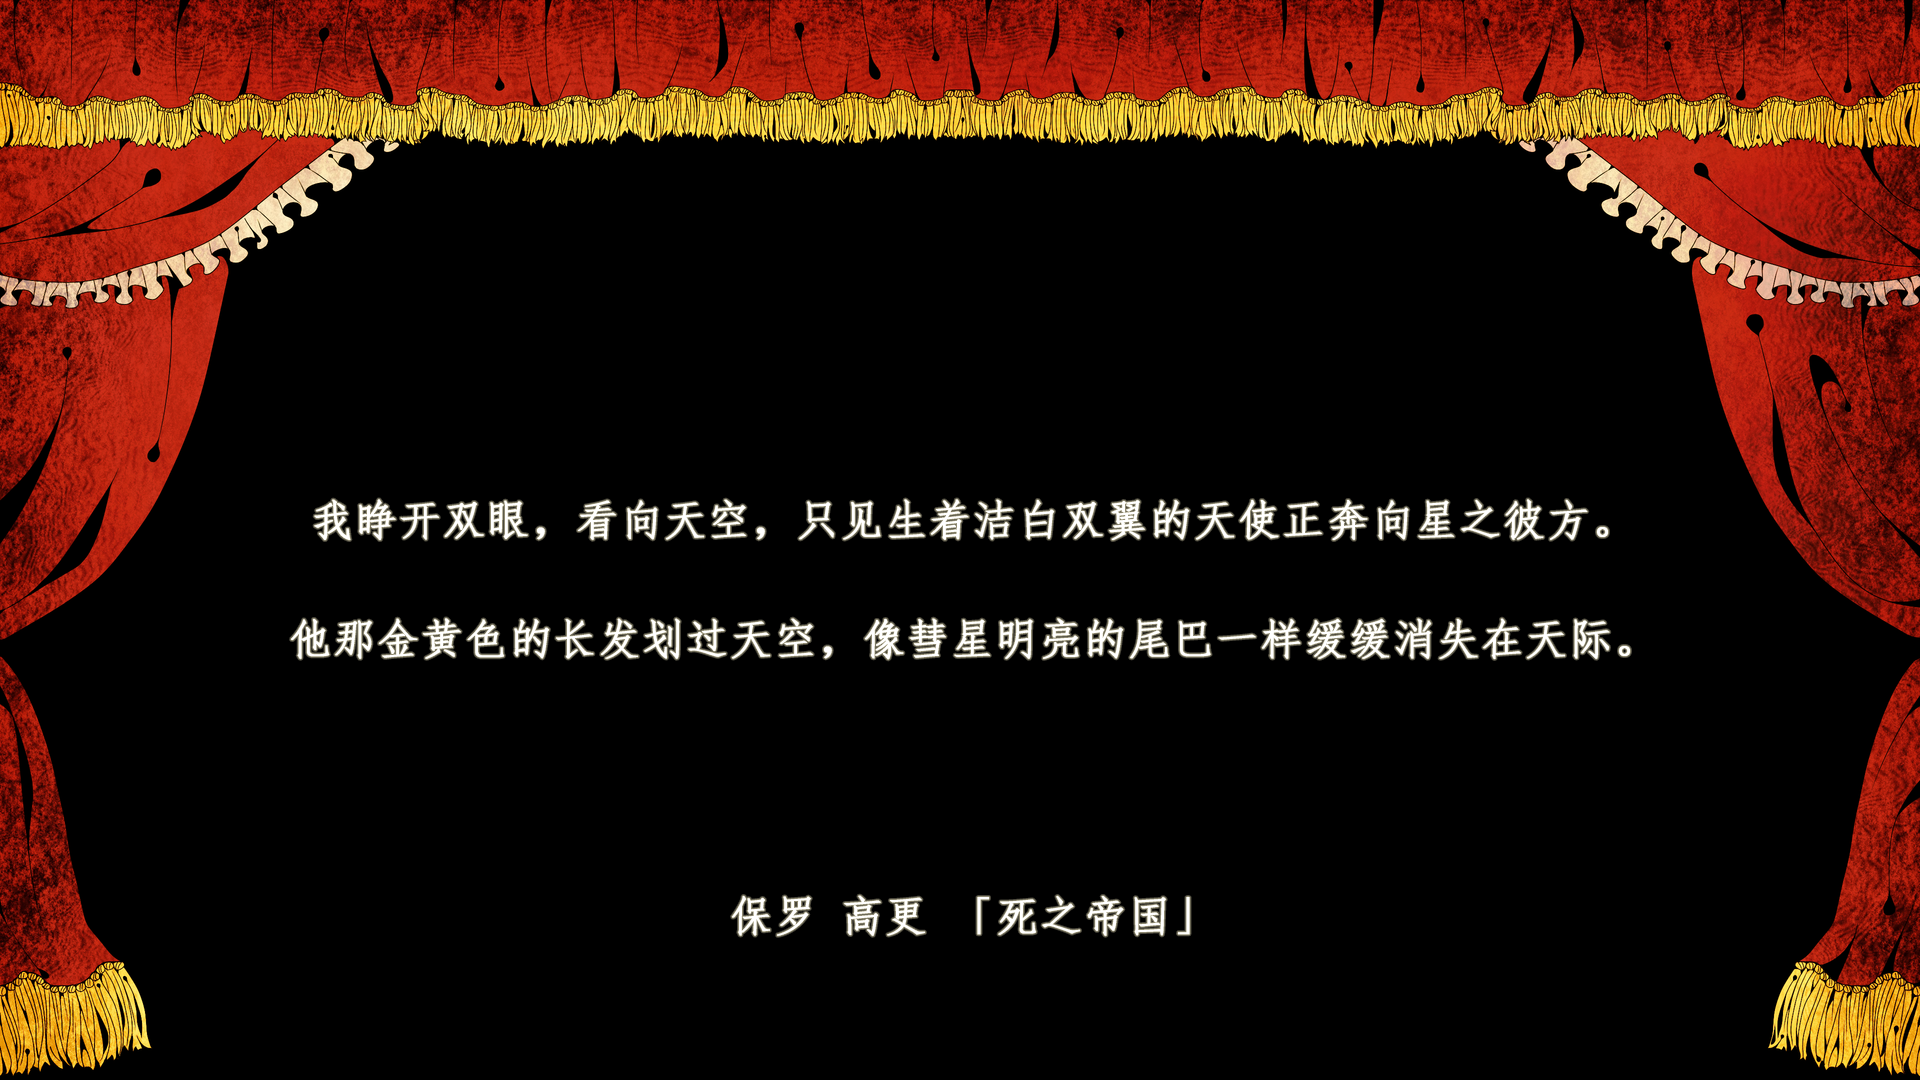 我睁开双眼，看向天空，只见生着洁白双翼的天使正奔向星之彼方。
他那金黄色的长发划过天空，像彗星明亮的尾巴一样缓缓消失在天际。
保罗 高更 「死之帝国」